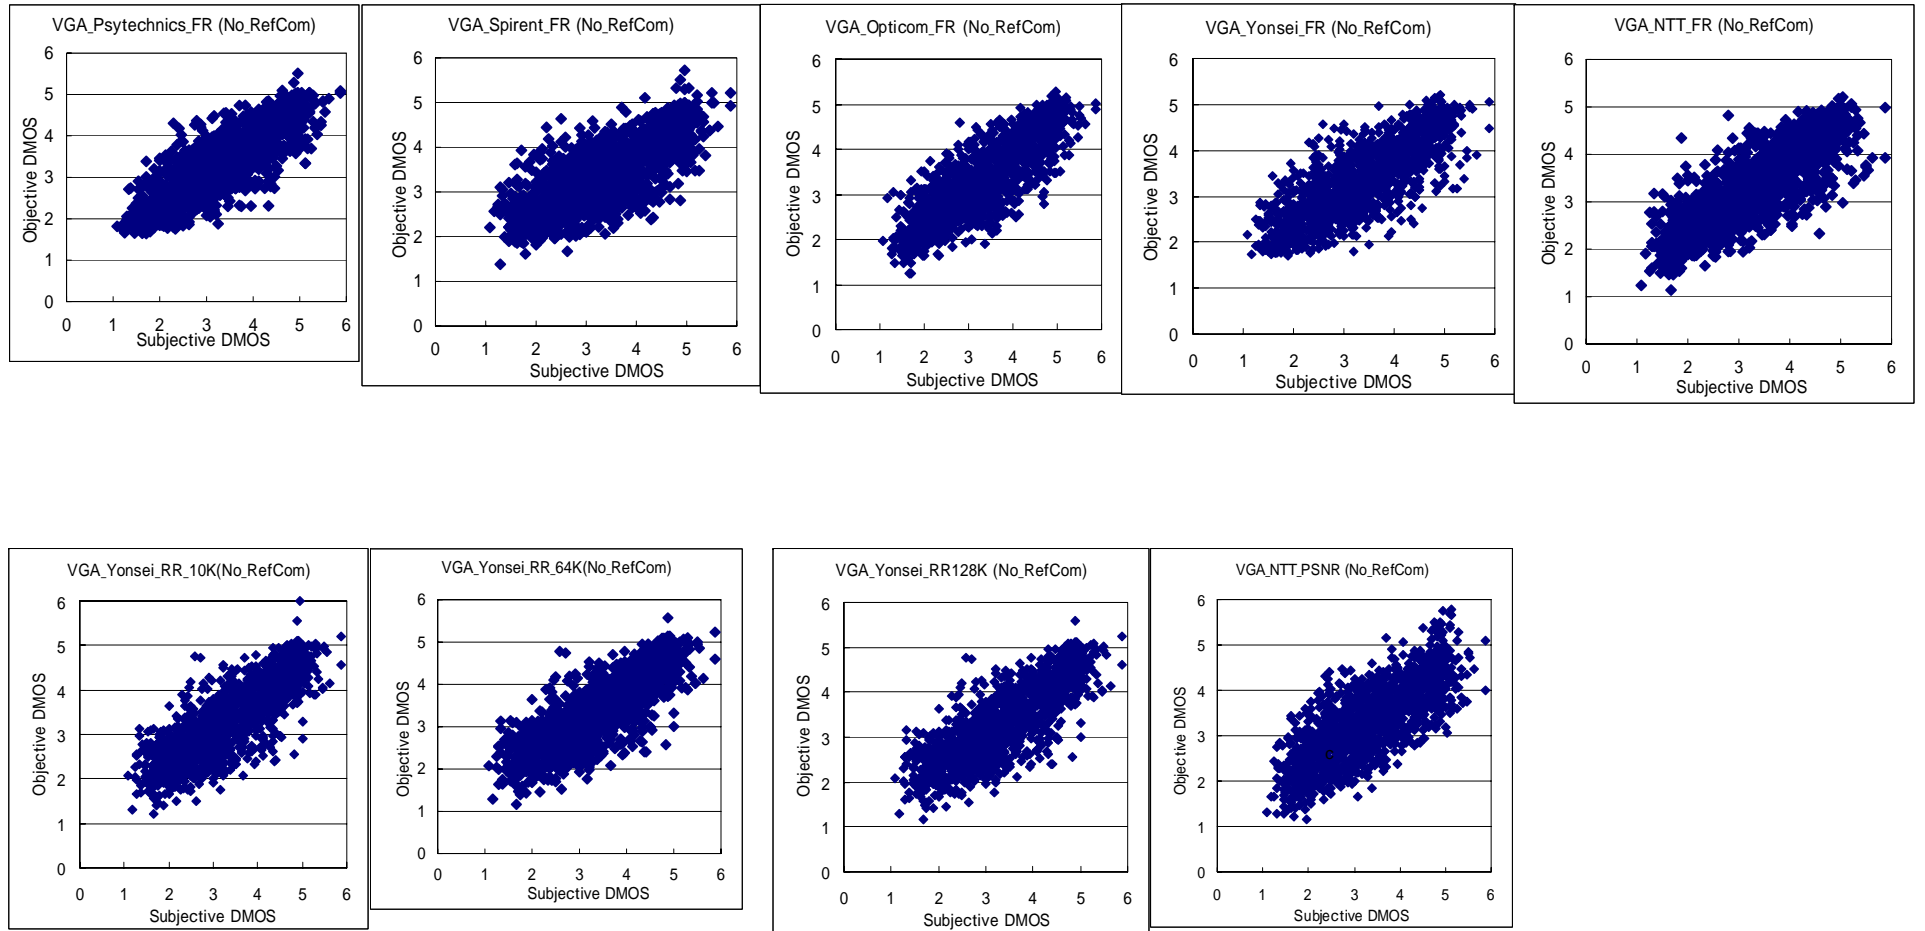 VGA_Psytechnics_FR (No_RefCom)
6
5
4
3
2
1
0
0 1 2 3 4 5 6
Objective DMOS
Subjective DMOS
VGA_Spirent_FR (No_RefCom)
6
5
4
3
2
1
0
0 1 2 3 4 5 6
Objective DMOS
Subjective DMOS
VGA_Opticom_FR (No_RefCom)
6
5
4
3
2
1
0
0 1 2 3 4 5 6
Objective DMOS
Subjective DMOS
VGA_Yonsei_FR (No_RefCom)
6
5
4
3
2
1
0
0 1 2 3 4 5 6
Objective DMOS
Subjective DMOS
VGA_NTT_FR (No_RefCom)
6
5
4
3
2
1
0
0 1 2 3 4 5 6
Objective DMOS
Subjective DMOS
VGA_Yonsei_RR_10K(No_RefCom)
6
5
4
3
2
1
0
0 1 2 3 4 5 6
Objective DMOS
Subjective DMOS
VGA_Yonsei_RR_64K(No_RefCom)
6
5
4
3
2
1
0
0 1 2 3 4 5 6
Objective DMOS
Subjective DMOS
VGA_Yonsei_RR128K (No_RefCom)
6
5
4
3
2
1
0
0 1 2 3 4 5 6
Objective DMOS
Subjective DMOS
VGA_NTT_PSNR (No_RefCom)
6
5
4
3
2
1
0
0 1 2 3 4 5 6
Objective DMOS
Subjective DMOS